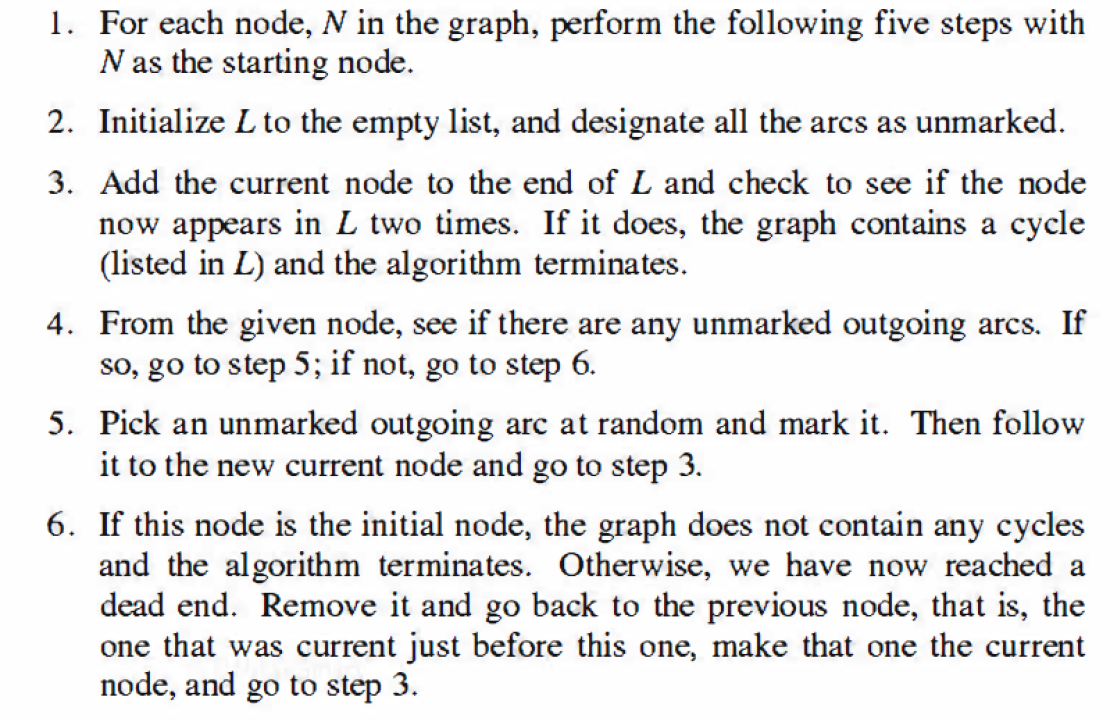 1. For each node, N in the graph, perform the following five steps with
N as the starting node.
2. Initialize L to the empty list, and designate all the arcs as unmarked.
3. Add the current node to the end of L and check to see if the node
now appears in L two times. If it does, the graph contains a cycle
(listed in L) and the algorithm terminates.
4. From the given node, see if there are any unmarked outgoing arcs. If
so, go to step 5; if not, go to step 6.
5. Pick an unmarked outgoing arc at random and mark it. Then follow
it to the new current node and go to step 3.
6. If this node is the initial node, the graph does not contain any cycles
and the algorithm terminates. Otherwise, we have now reached a
dead end. Remove it and go back to the previous node, that is, the
one that was current just before this one, make that one the current
node, and go to step 3.